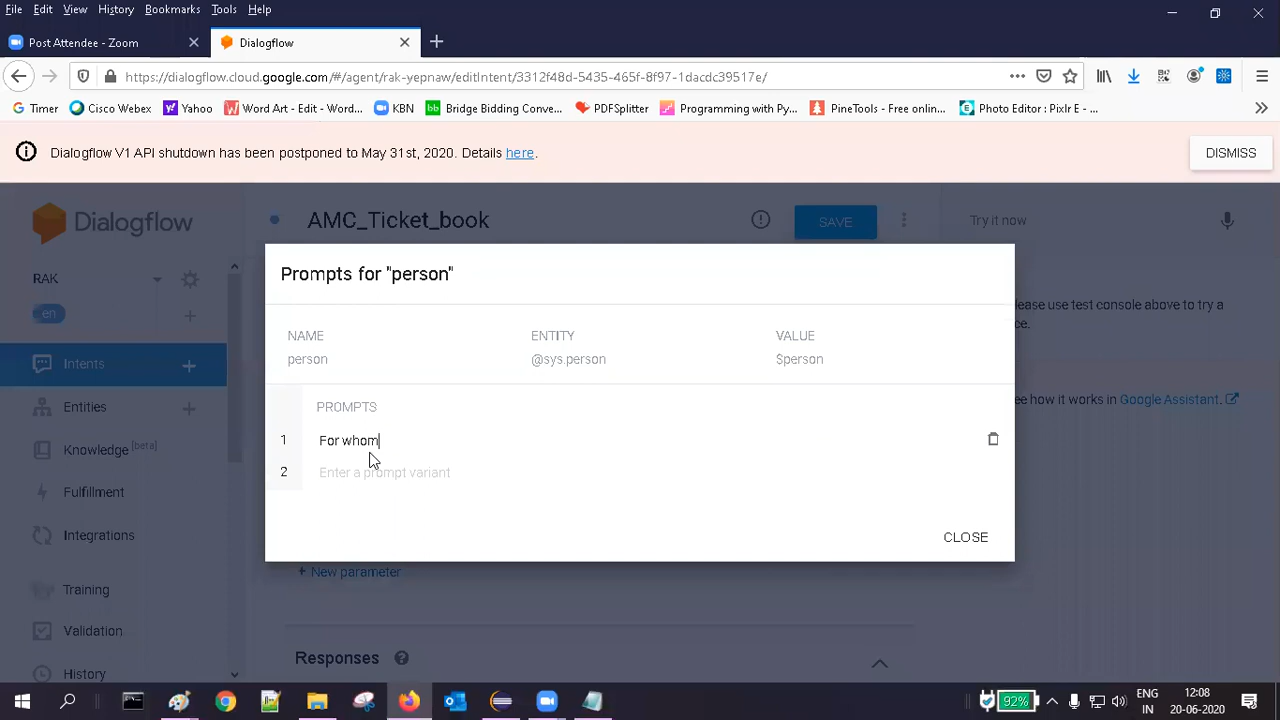 File Edit View History Bookmarks Tools Help
Post Attendee - Zoom
Dialogflow
https://dialogflow.cloud.google.com/#/agent/rak-yepnaw/editIntent/3312f48d-5435-465f-8f97-1dacdc39517e/
Timer Cisco Webex Yahoo Word Art - Edit - Word... KBN Bridge Bidding Conve... PDFSplitter Programming with Py... PineTools - Free onlin... Photo Editor : Pixlr E - ...
Dialogflow V1 API shutdown has been postponed to May 31st, 2020. Details here.
DISMISS
Dialogflow
AMC_Ticket_book
SAVE
Try it now
RAK
en
Intents
Entities
Knowledge [beta]
Fulfillment
Integrations
Training
Validation
History
Prompts for "person"
NAME ENTITY VALUE
person @sys.person $person
PROMPTS
1 For whom
2 Enter a prompt variant
CLOSE
lease use test console above to try a
ce.
ee how it works in Google Assistant.
+ New parameter
Responses
92%
ENG
IN
12:08
20-06-2020